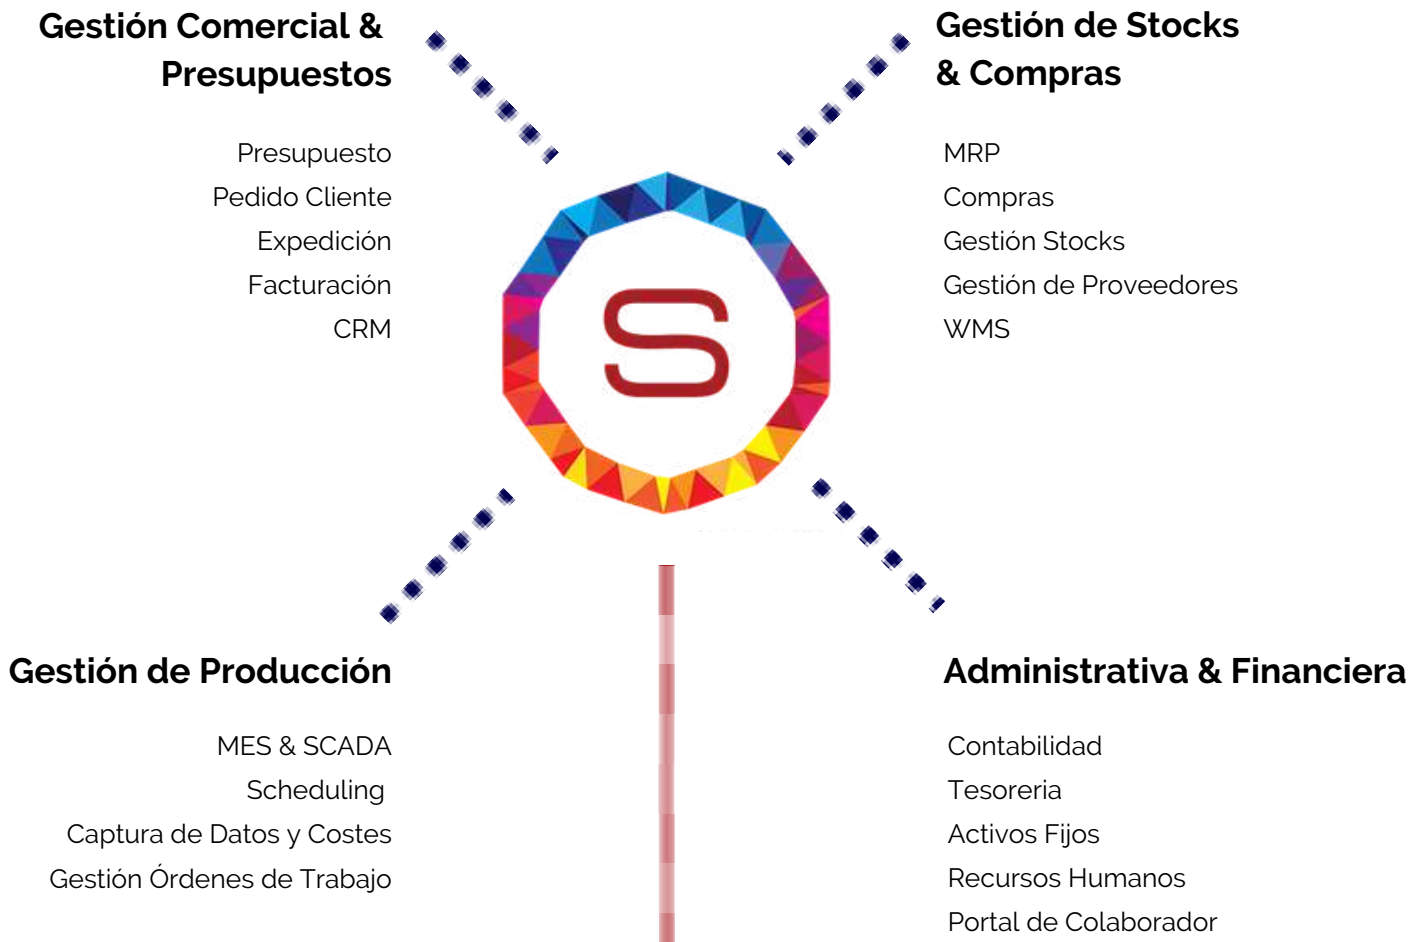 Gestión Comercial &
Presupuestos
Presupuesto
Pedido Cliente
Expedición
Facturación
CRM
Gestión de Stocks
& Compras
MRP
Compras
Gestión Stocks
Gestión de Proveedores
WMS
S
Gestión de Producción
MES & SCADA
Scheduling
Captura de Datos y Costes
Gestión Órdenes de Trabajo
Administrativa & Financiera
Contabilidad
Tesoreria
Activos Fijos
Recursos Humanos
Portal de Colaborador